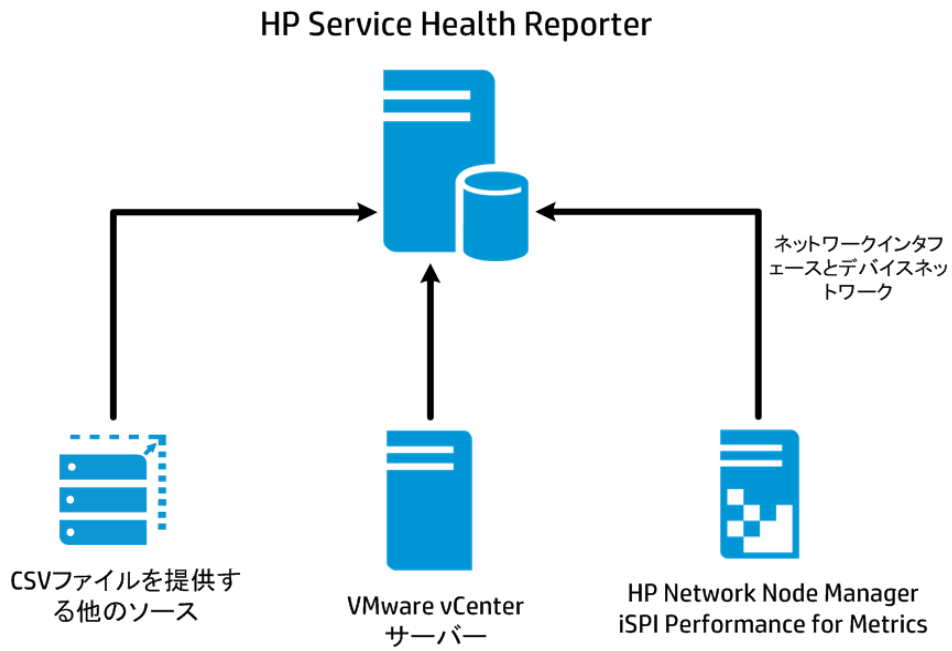 HP Service Health Reporter
ネットワークインタフ
ェースとデバイスネッ
トワーク
CSVファイルを提供す
る他のソース
VMware vCenter
サーバー
HP Network Node Manager
iSPI Performance for Metrics